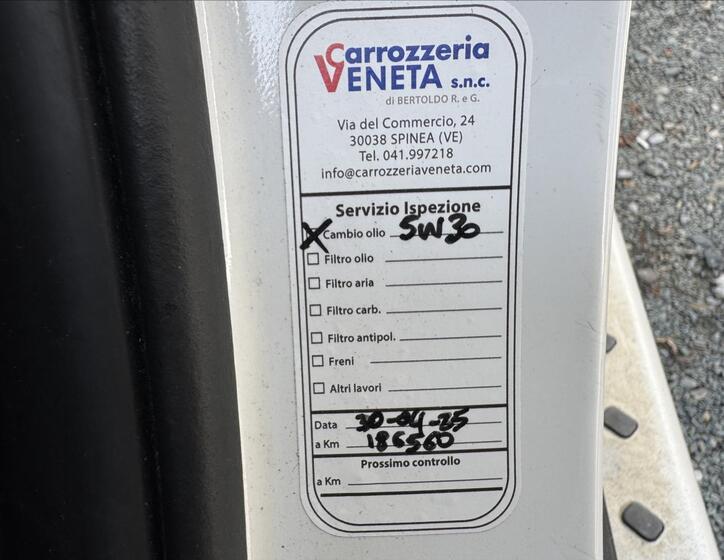 Carrozzeria
VENETA s.n.c.
di BERTOLDO R. e G.
Via del Commercio, 24
30038 SPINEA (VE)
Tel. 041.997218
info@carrozzeriaveneta.com
Servizio Ispezione
X Cambio olio 5W30
Filtro olio
Filtro aria
Filtro carb.
Filtro antipol.
Freni
Altri lavori
Data 30-04-25
a Km 186560
Prossimo controllo
a Km